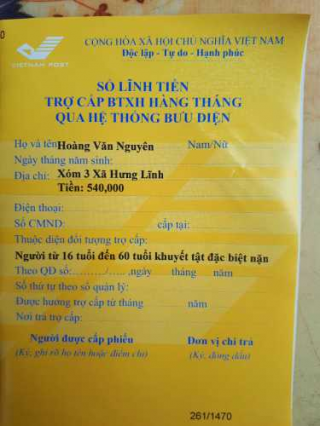 VIETNAM POST
CỘNG HÒA XÃ HỘI CHỦ NGHĨA VIỆT NAM
Độc lập - Tự do - Hạnh phúc
SỔ LĨNH TIỀN
TRỢ CẤP BTXH HÀNG THÁNG
QUA HỆ THỐNG BƯU ĐIỆN
Họ và tên Hoàng Văn Nguyên Nam/Nữ
Ngày tháng năm sinh:
Địa chỉ: Xóm 3 Xã Hưng Lĩnh
Tiền: 540,000
Điện thoại:
Số CMND: cấp tại:
Thuộc diện đối tượng trợ cấp:
Người từ 16 tuổi đến 60 tuổi khuyết tật đặc biệt nặn
Theo QĐ số:......../..... ,ngày tháng năm
Số thứ tự theo sổ quản lý:
Được hưởng trợ cấp từ tháng năm
Nơi trả trợ cấp:
Người được cấp phiếu Đơn vị chi trả
(Ký, ghi rõ họ tên hoặc điểm chỉ) (Ký, đóng dấu)
261/1470